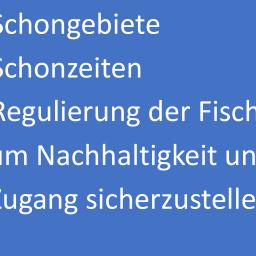 Schongebiete
Schonzeiten
Regulierung der Fisch
um Nachhaltigkeit un
Zugang sicherzustelle